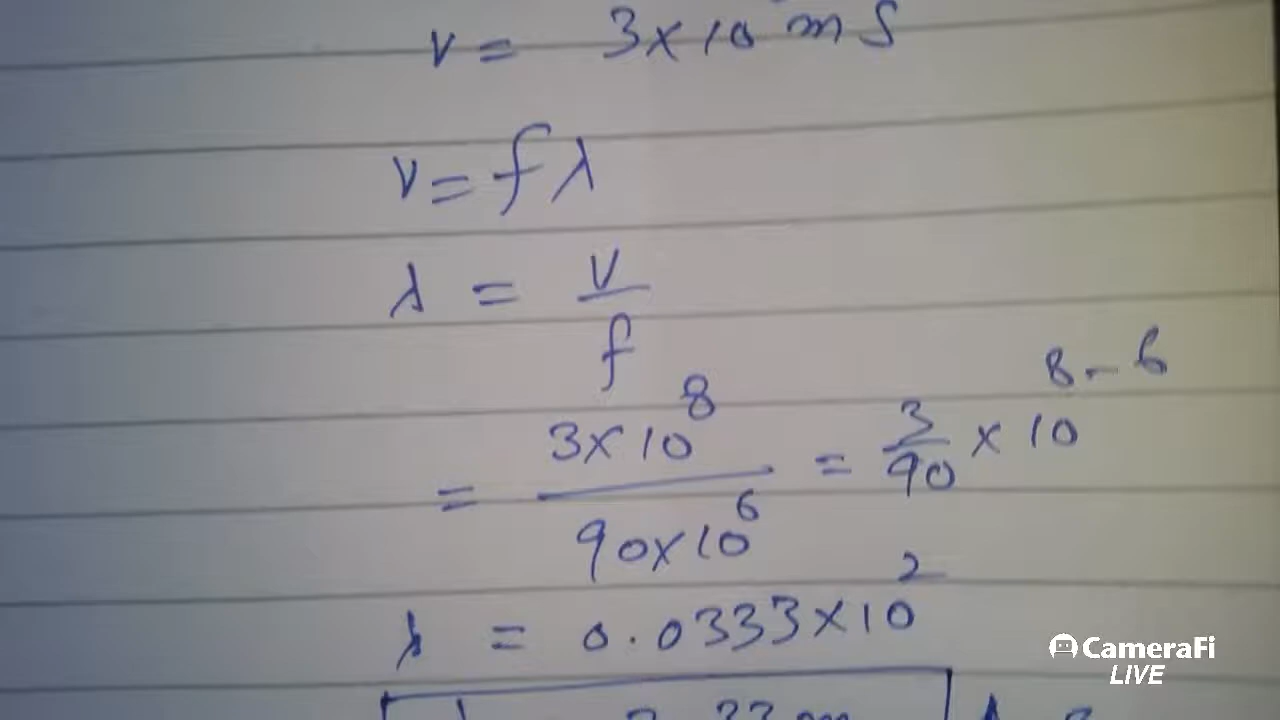 v = 3x10 m s
v = fλ
λ = v/f
= 3x10^8 / 90x10^6 = 3/90 x 10^8-6
λ = 0.0333x10^2
CameraFi
LIVE